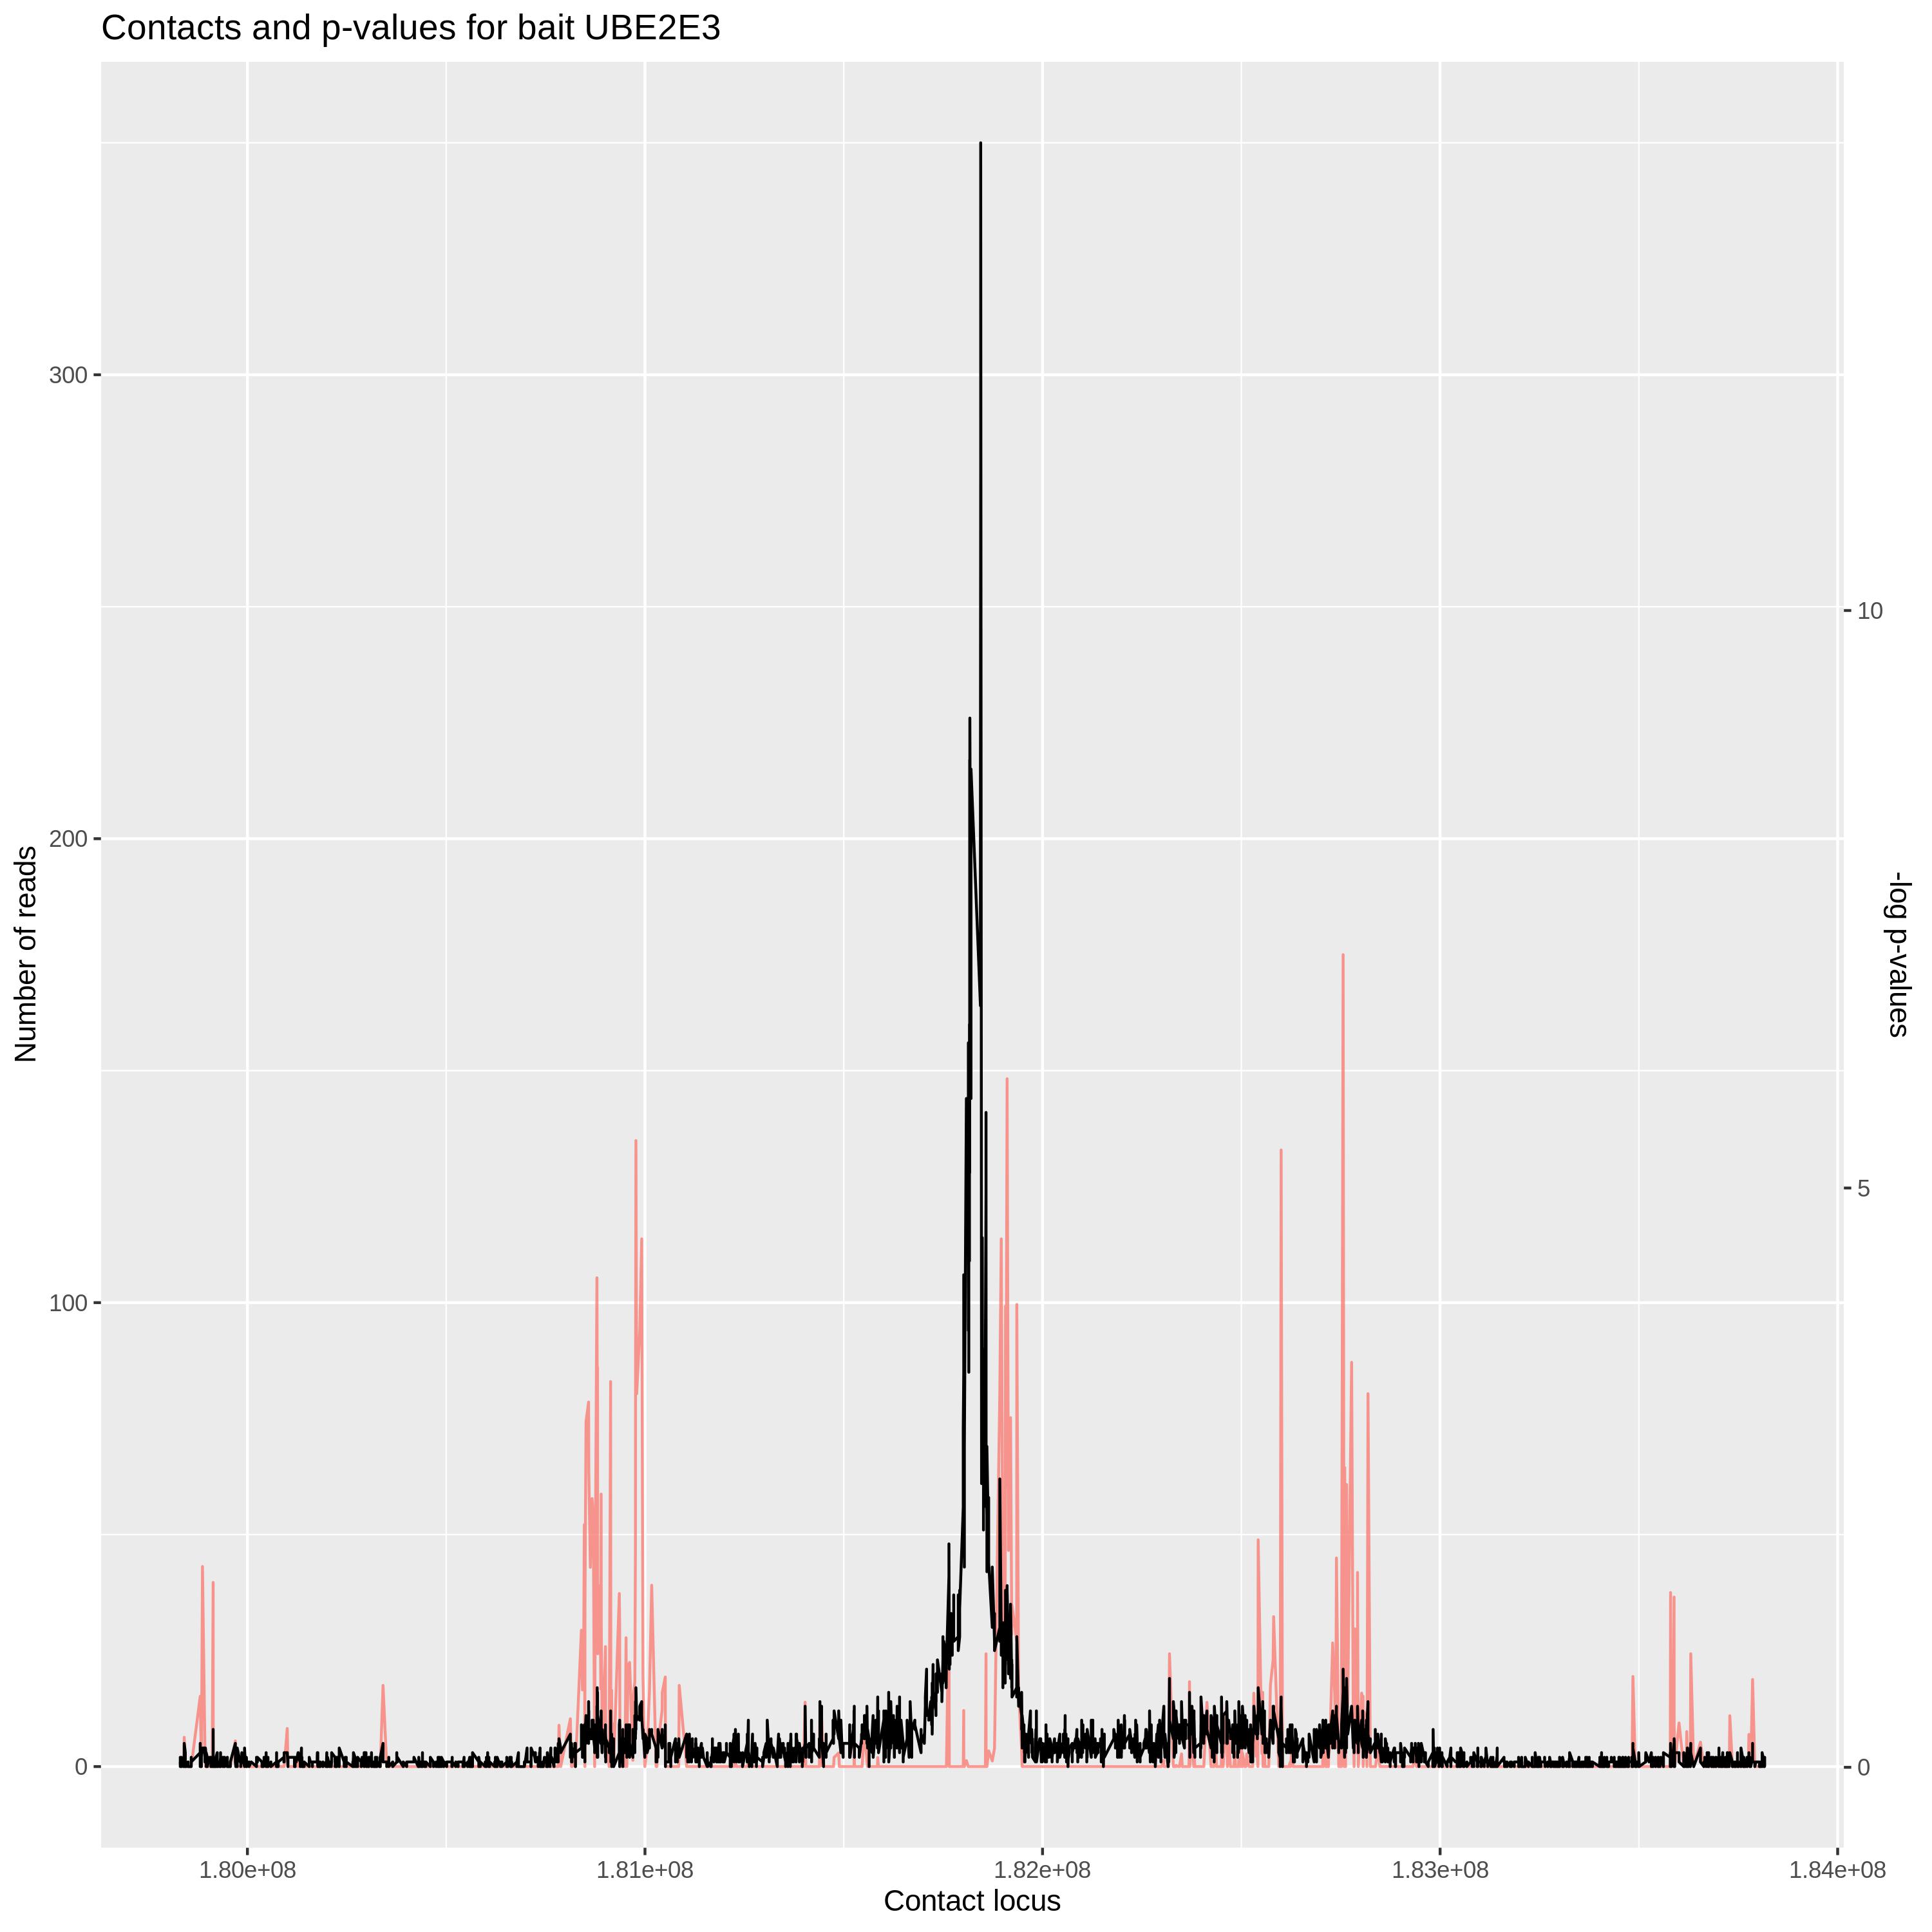 Contacts and p-values for bait UBE2E3
Number of reads
300
200
100
0
10
5
0
-log p-values
1.80e+08
1.81e+08
1.82e+08
1.83e+08
1.84e+08
Contact locus